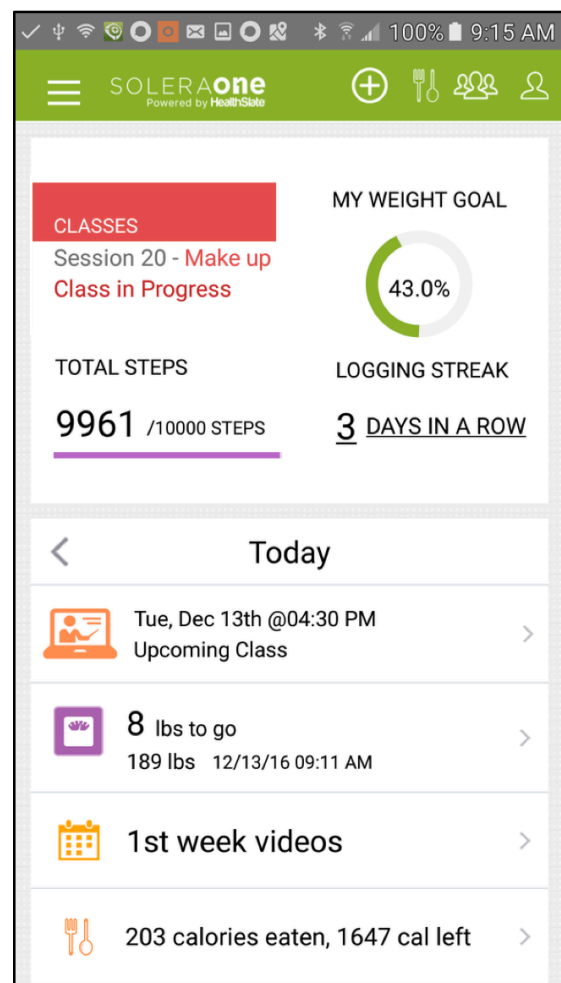 100% 9:15 AM
SOLERAone
Powered by HealthSlate
CLASSES
Session 20 - Make up
Class in Progress
MY WEIGHT GOAL
43.0%
TOTAL STEPS
9961 /10000 STEPS
LOGGING STREAK
3 DAYS IN A ROW
Today
Tue, Dec 13th @04:30 PM
Upcoming Class
8 lbs to go
189 lbs 12/13/16 09:11 AM
1st week videos
203 calories eaten, 1647 cal left